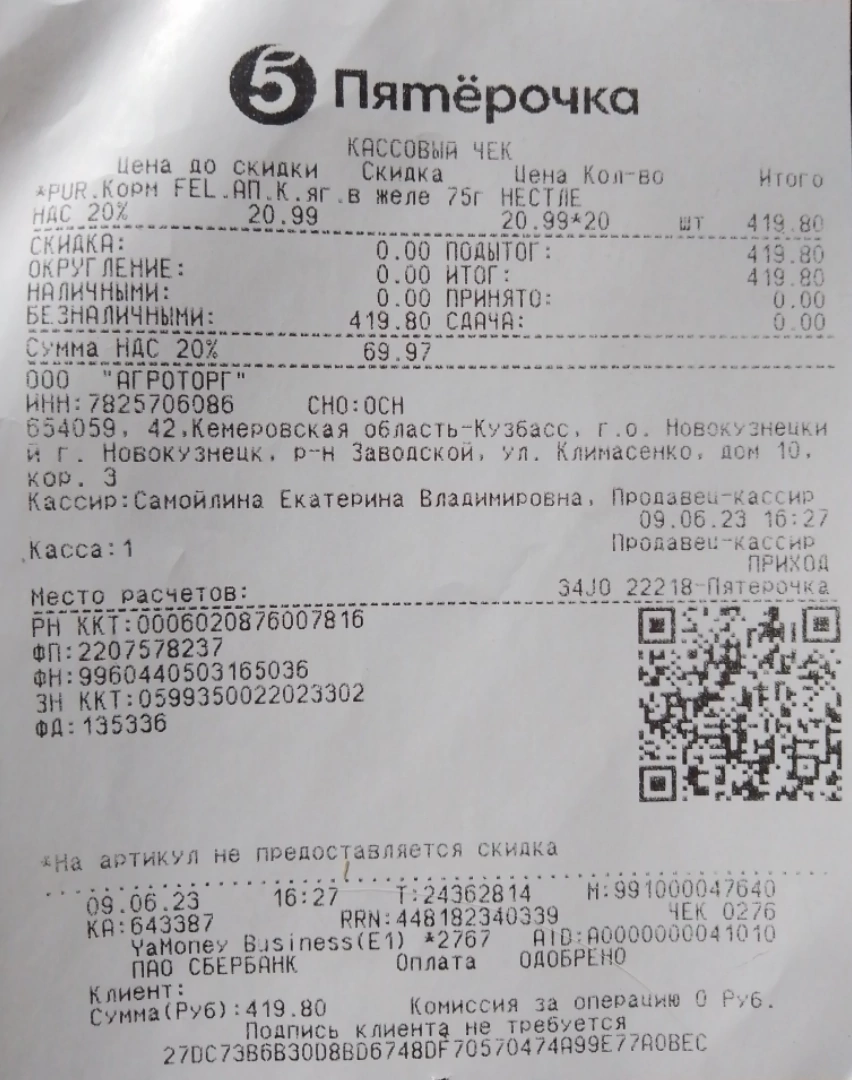 5 Пятёрочка
КАССОВЫЙ ЧЕК
Цена до скидки Скидка Цена Кол-во Итого
*PUR.Корм FEL.АП.К.яг.в желе 75г НЕСТЛЕ
НДС 20% 20.99 20.99*20 шт 419.80
СКИДКА: 0.00 ПОДЫТОГ: 419.80
ОКРУГЛЕНИЕ: 0.00 ИТОГ: 419.80
НАЛИЧНЫМИ: 0.00 ПРИНЯТО: 0.00
БЕЗНАЛИЧНЫМИ: 419.80 СДАЧА: 0.00
Сумма НДС 20% 69.97
ООО "АГРОТОРГ"
ИНН:7825706086 СНО:ОСН
654059, 42,Кемеровская область-Кузбасс, г.о. Новокузнецки
й г. Новокузнецк, р-н Заводской, ул. Климасенко, дом 10,
кор. 3
Кассир:Самойлина Екатерина Владимировна, Продавец-кассир
09.06.23 16:27
Касса:1 Продавец-кассир
ПРИХОД
Место расчетов: 34J0 22218-Пятерочка
РН ККТ:0006020876007816
ФП:2207578237
ФН:9960440503165036
ЗН ККТ:0599350022023302
ФД:135336
*На артикул не предоставляется скидка
09.06.23 16:27 Т:24362814 М:991000047640
КА:643387 RRN:448182340339 ЧЕК 0276
YaMoney Business(E1) *2767 AID:A0000000041010
ПАО СБЕРБАНК Оплата ОДОБРЕНО
Клиент:
Сумма(Руб):419.80 Комиссия за операцию 0 Руб.
Подпись клиента не требуется
27DC73B6B30D8BD6748DF70570474A99E77A0BEC